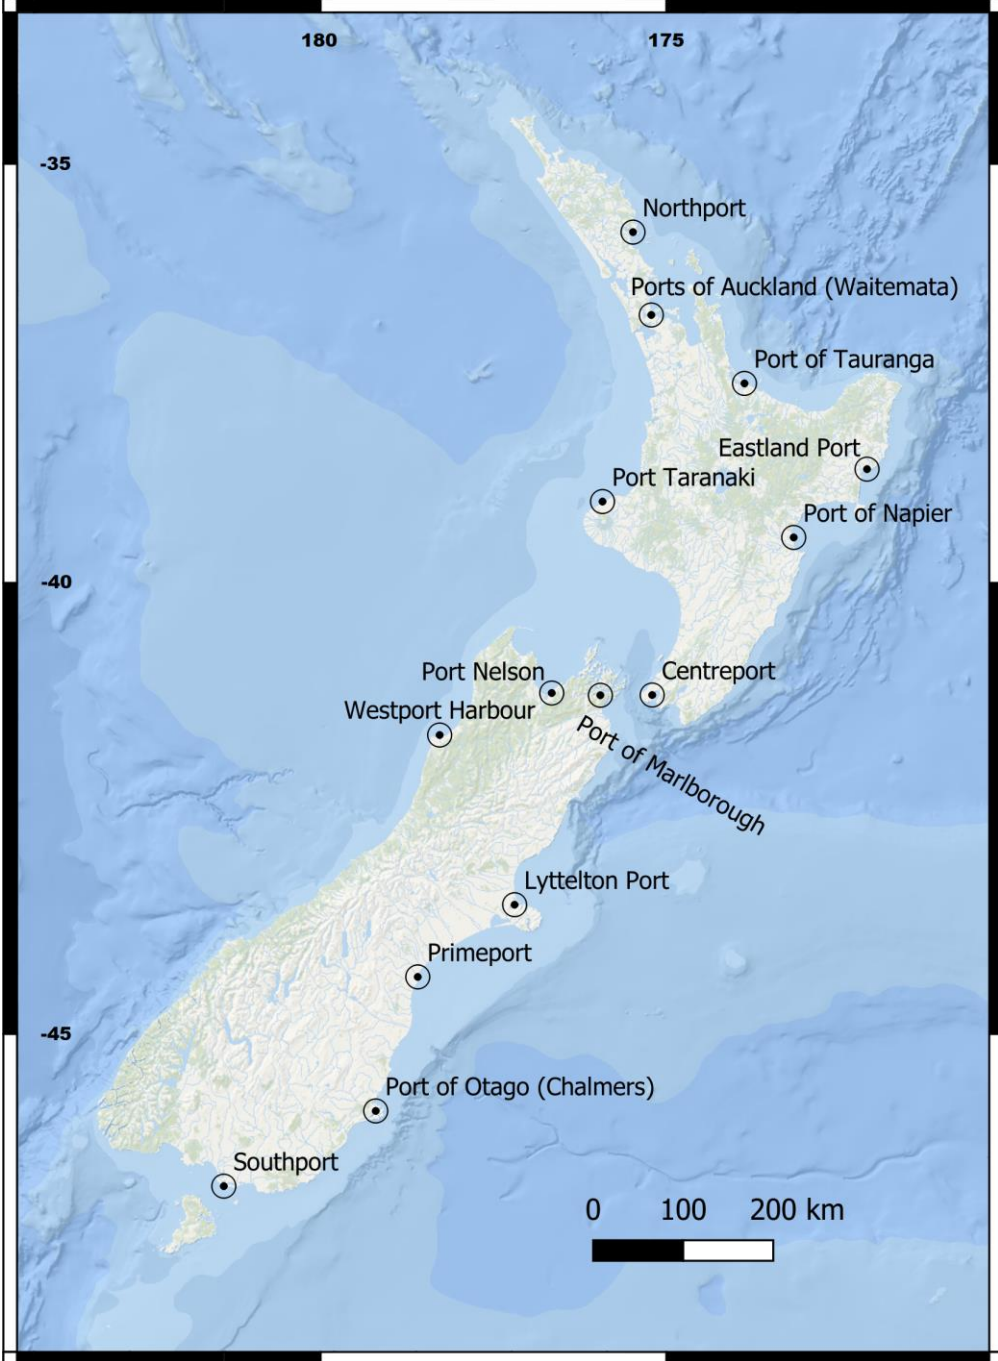 180 175
-35
Northport
Ports of Auckland (Waitemata)
Port of Tauranga
Eastland Port
Port Taranaki
Port of Napier
-40
Port Nelson
Centreport
Westport Harbour
Port of Marlborough
Lyttelton Port
Primeport
-45
Port of Otago (Chalmers)
Southport
0 100 200 km